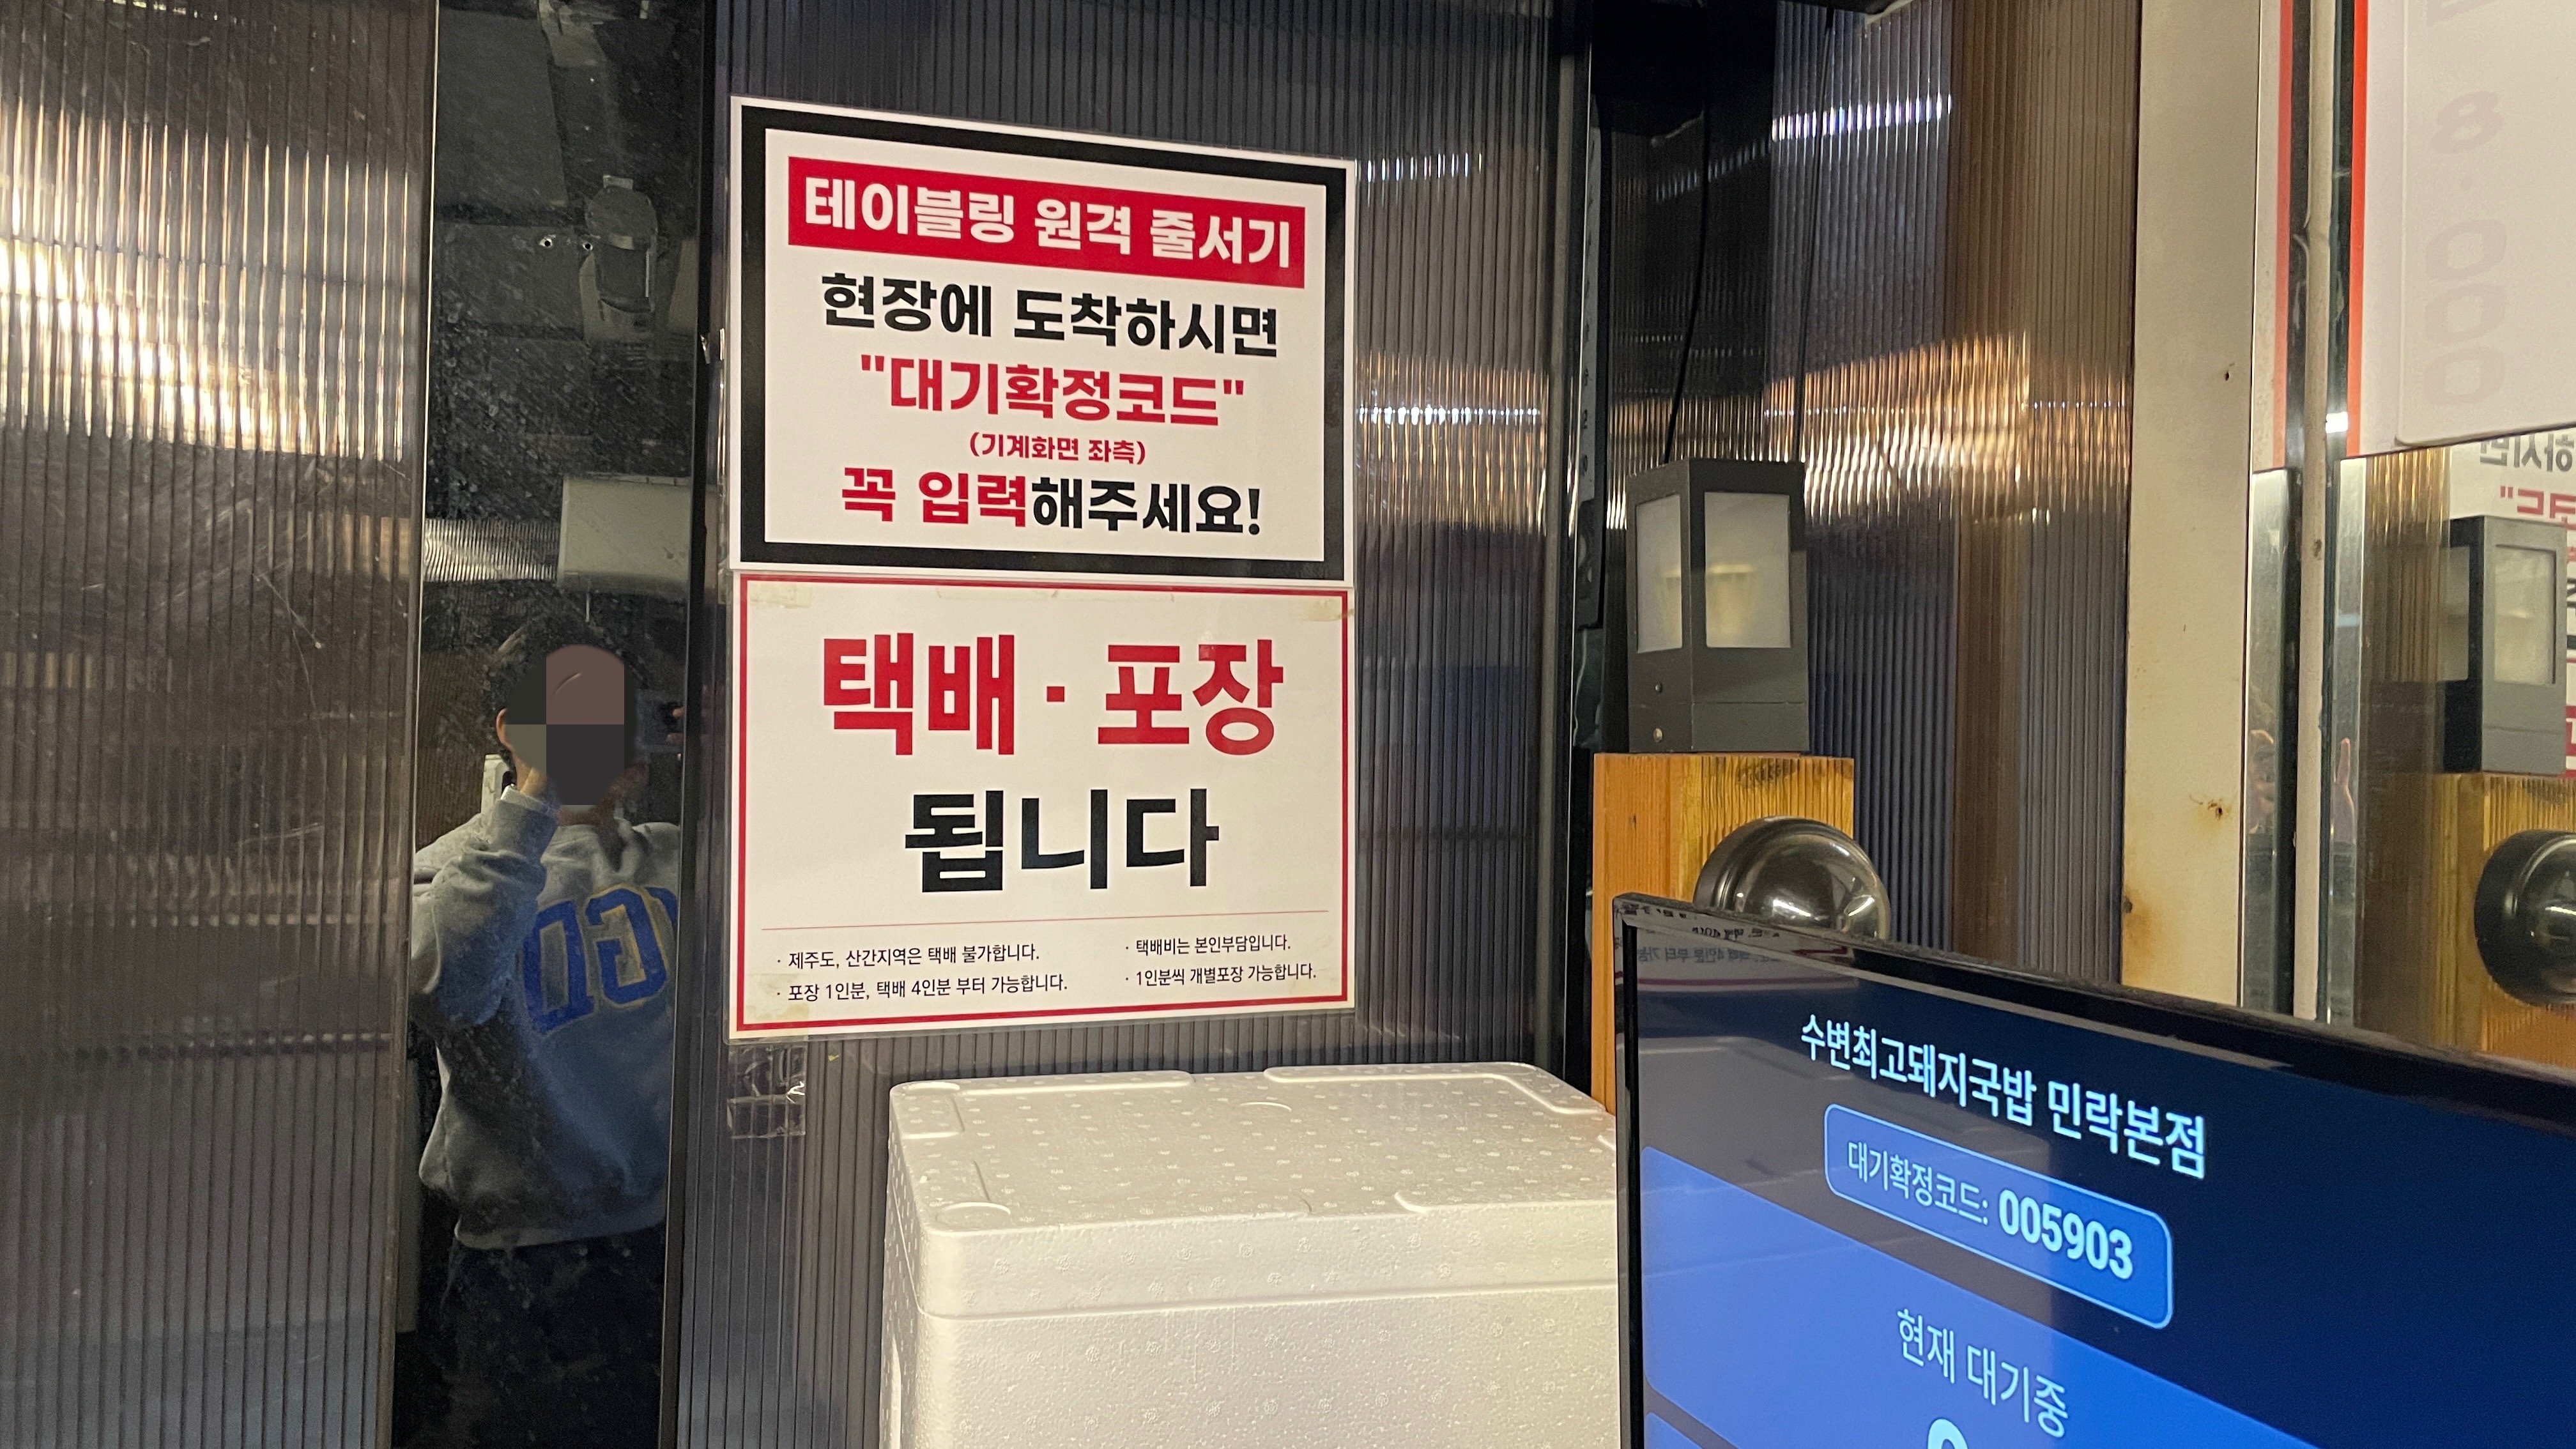 테이블링 원격 줄서기
현장에 도착하시면
"대기확정코드"
(기계화면 좌측)
꼭 입력해주세요!
택배 · 포장
됩니다
· 제주도, 산간지역은 택배 불가합니다.
· 포장 1인분, 택배 4인분 부터 가능합니다.
· 택배비는 본인부담입니다.
· 1인분씩 개별포장 가능합니다.
수변최고돼지국밥 민락본점
대기확정코드: 005903
현재 대기중